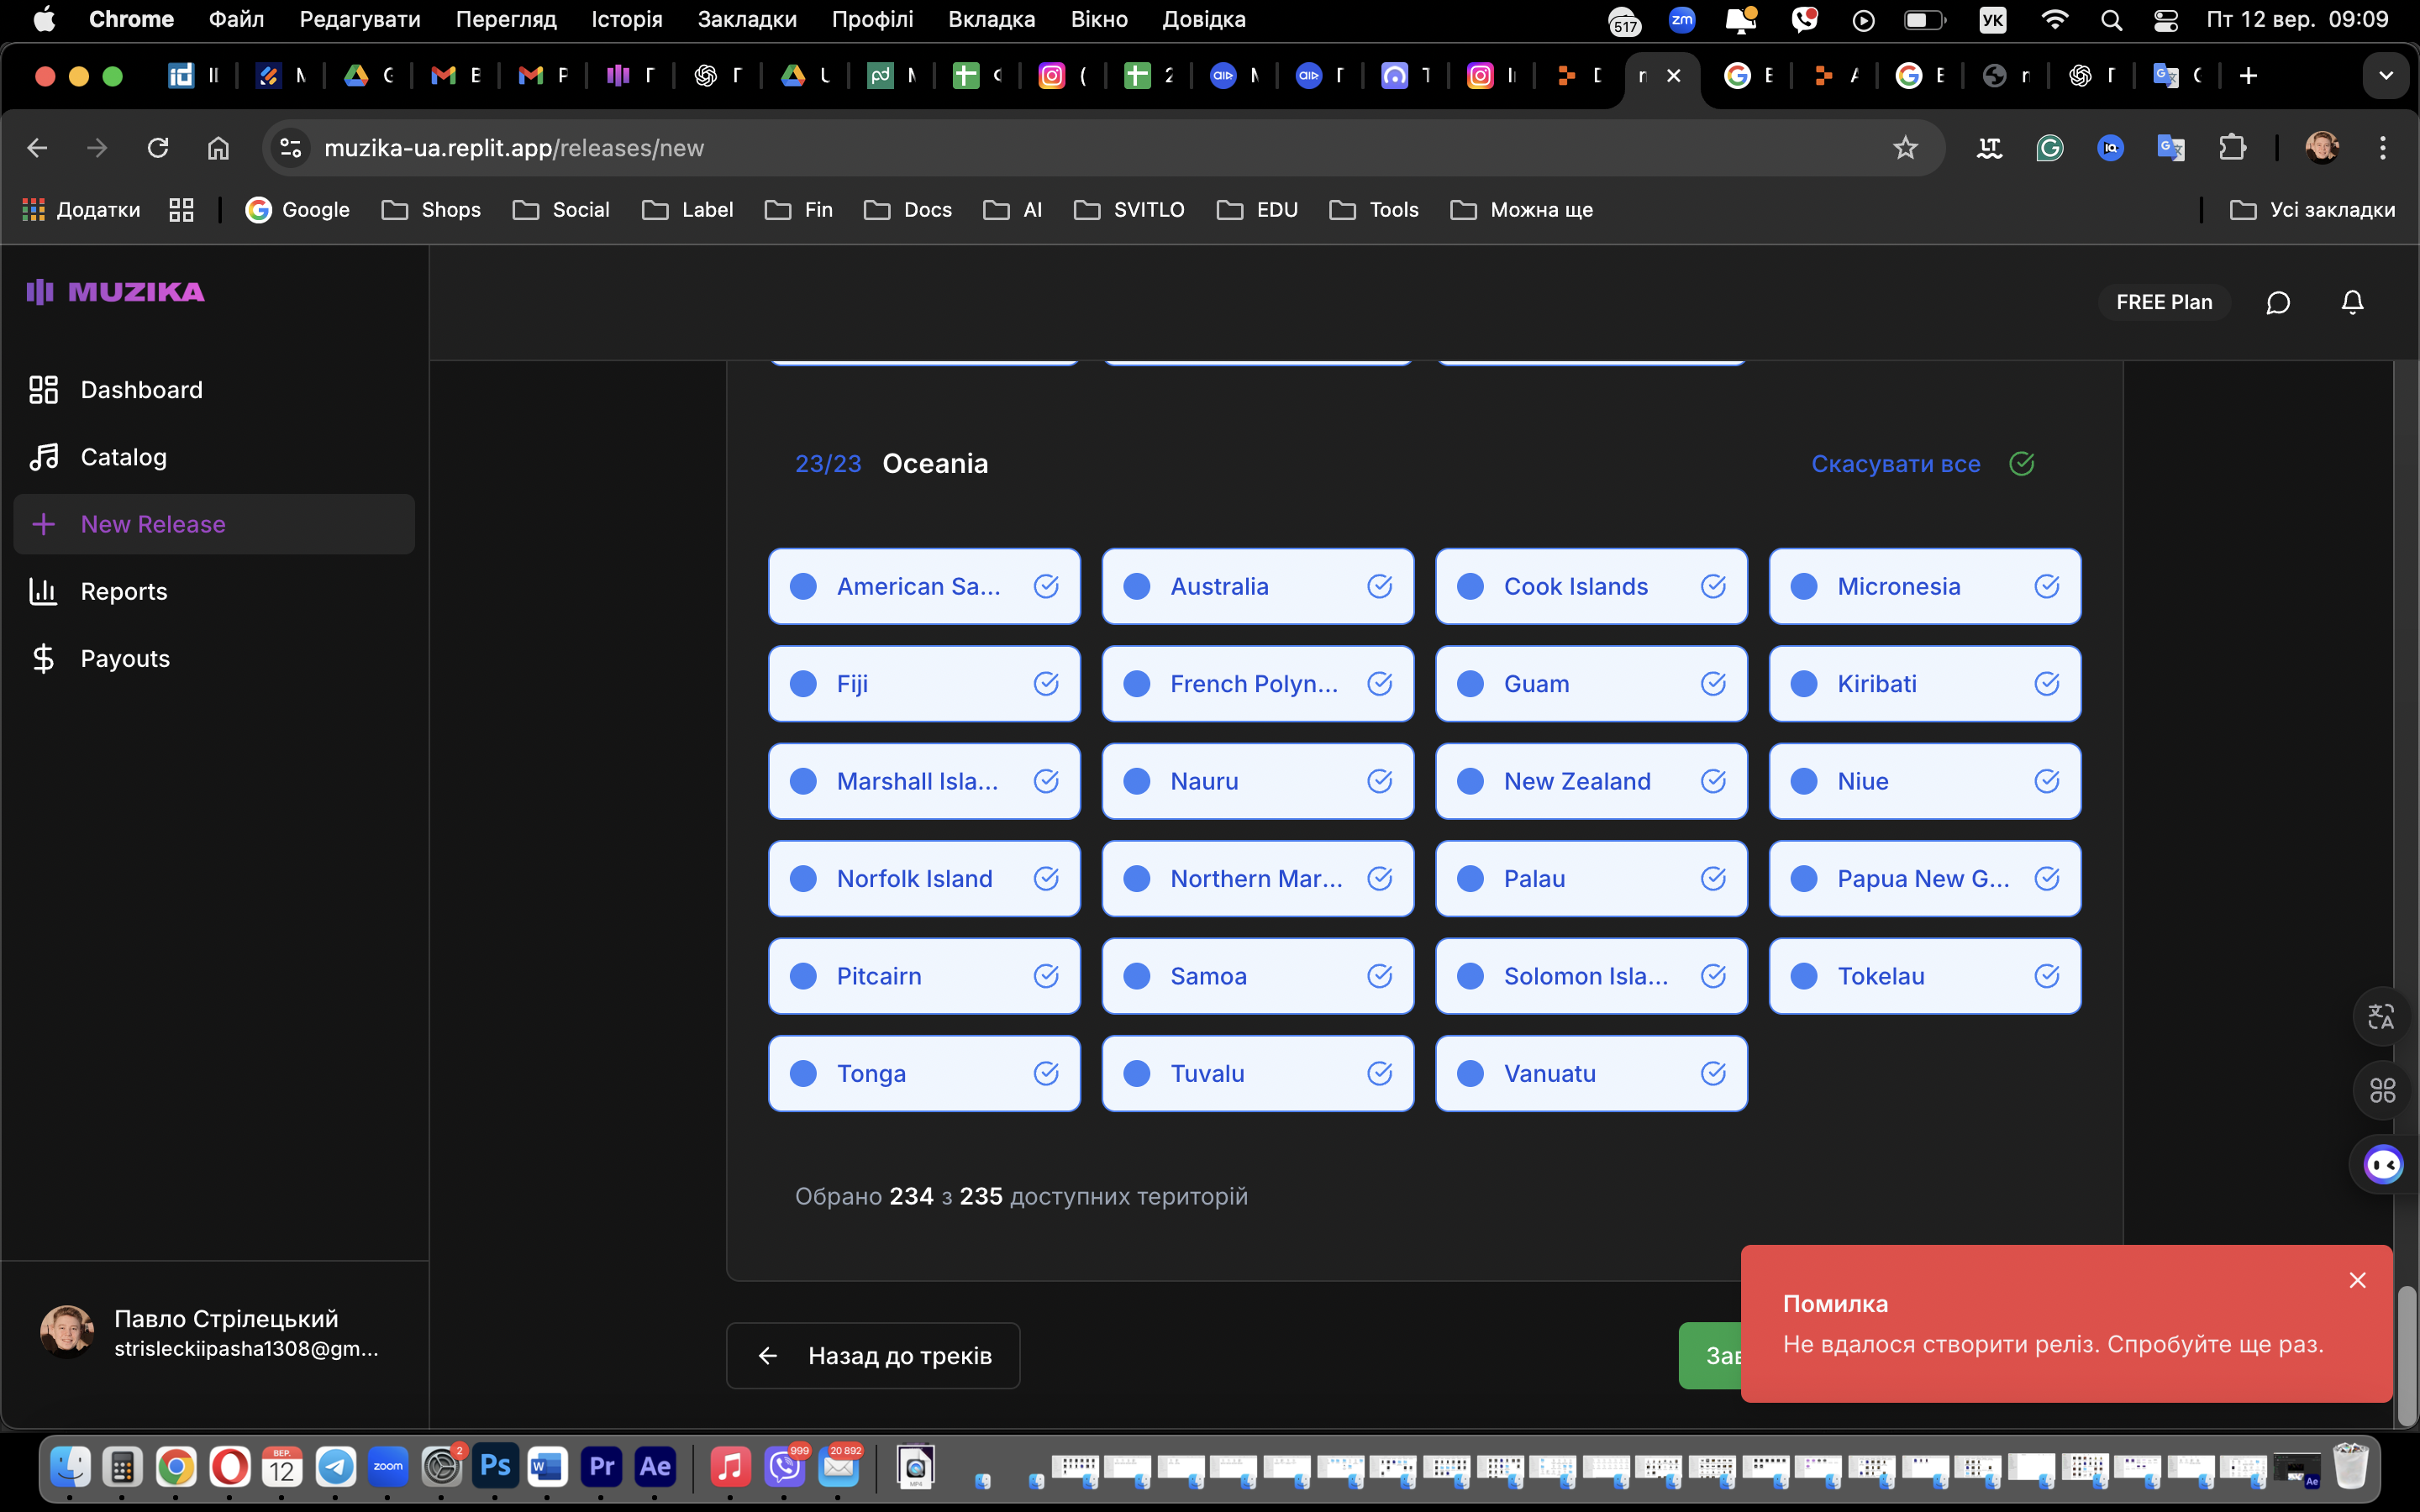 Chrome Файл Редагувати Перегляд Історія Закладки Профілі Вкладка Вікно Довідка 517 zm УК Пт 12 вер. 09:09
muzika-ua.replit.app/releases/new
Додатки Google Shops Social Label Fin Docs AI SVITLO EDU Tools Можна ще Усі закладки
MUZIKA
FREE Plan
Dashboard
Catalog
New Release
Reports
Payouts
23/23 Oceania Скасувати все
American Sa... Australia Cook Islands Micronesia
Fiji French Polyn... Guam Kiribati
Marshall Isla... Nauru New Zealand Niue
Norfolk Island Northern Mar... Palau Papua New G...
Pitcairn Samoa Solomon Isla... Tokelau
Tonga Tuvalu Vanuatu
Обрано 234 з 235 доступних територій
Назад до треків
Помилка
Не вдалося створити реліз. Спробуйте ще раз.
Павло Стрілецький
strisleckiipasha1308@gm...
ВЕР. 12 zoom 2 Ps W Pr Ae 999 20 892 MP4 Ae